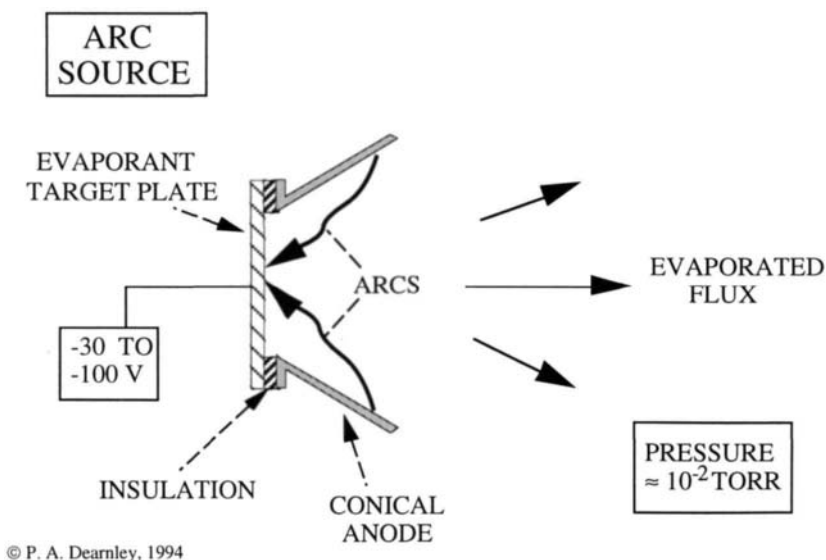 ARC
SOURCE
EVAPORANT
TARGET PLATE
ARCS
EVAPORATED
FLUX
-30 TO
-100 V
INSULATION
CONICAL
ANODE
PRESSURE
≈ 10⁻² TORR
© P. A. Dearnley, 1994